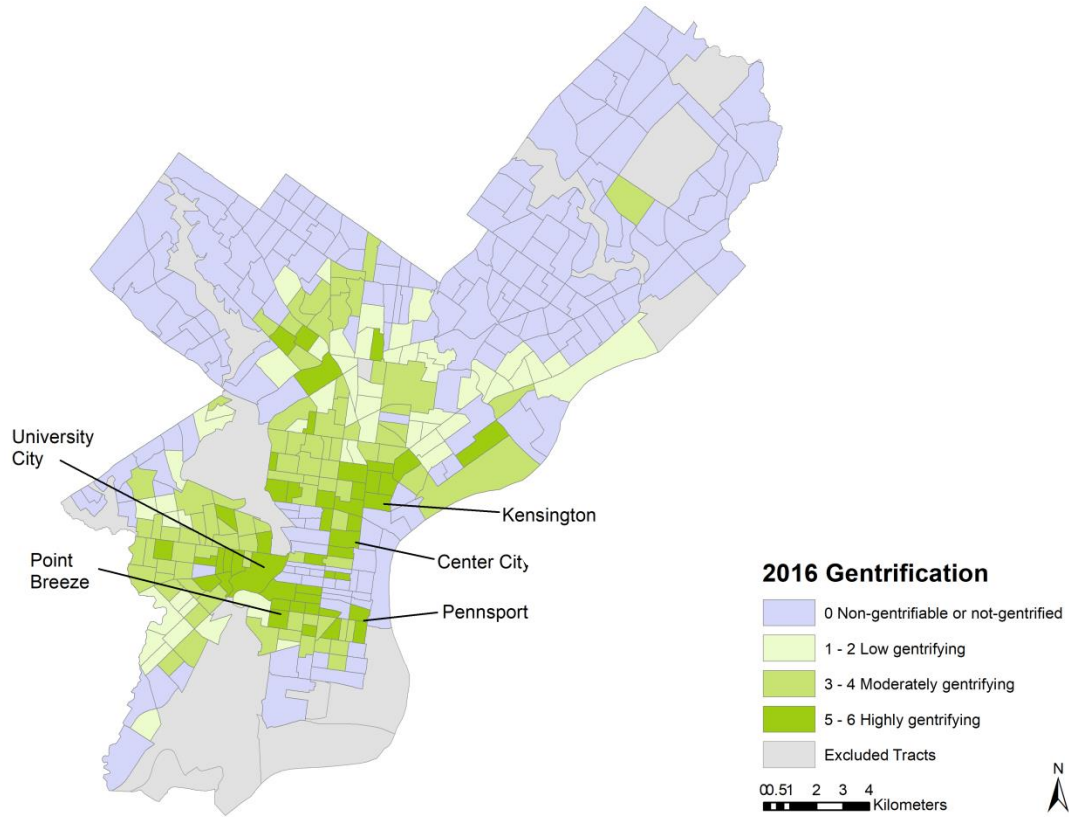 University
City
Point
Breeze
Kensington
Center City
Pennsport
2016 Gentrification
0 Non-gentrifiable or not-gentrified
1 - 2 Low gentrifying
3 - 4 Moderately gentrifying
5 - 6 Highly gentrifying
Excluded Tracts
00.51 2 3 4
Kilometers
N